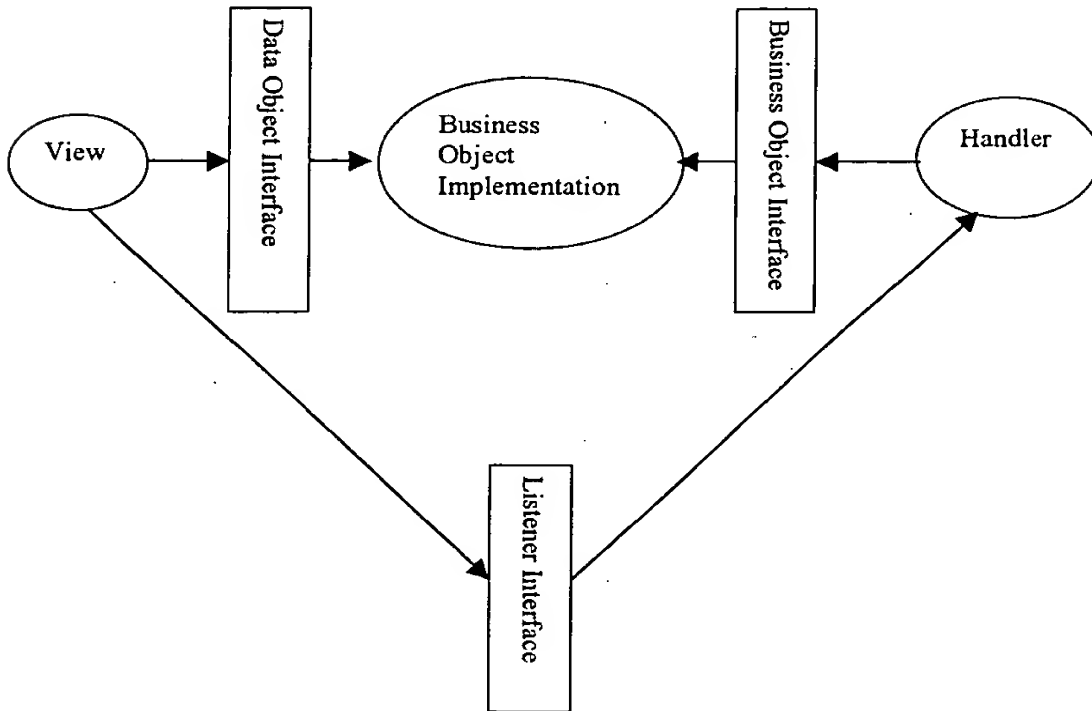 View
Data Object Interface
Business
Object
Implementation
Business Object Interface
Handler
Listener Interface